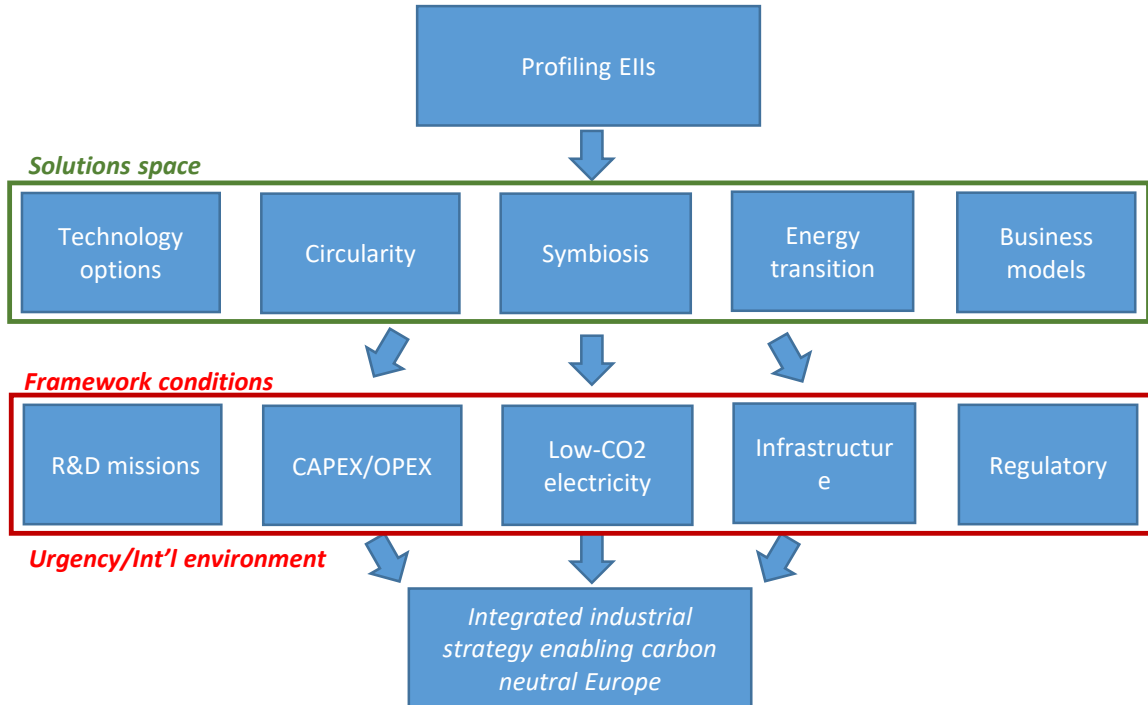 Profiling EIIs
Solutions space
Technology
options
Circularity
Symbiosis
Energy
transition
Business
models
Framework conditions
R&D missions
CAPEX/OPEX
Low-CO2
electricity
Infrastructur
e
Regulatory
Urgency/Int’l environment
Integrated industrial
strategy enabling carbon
neutral Europe